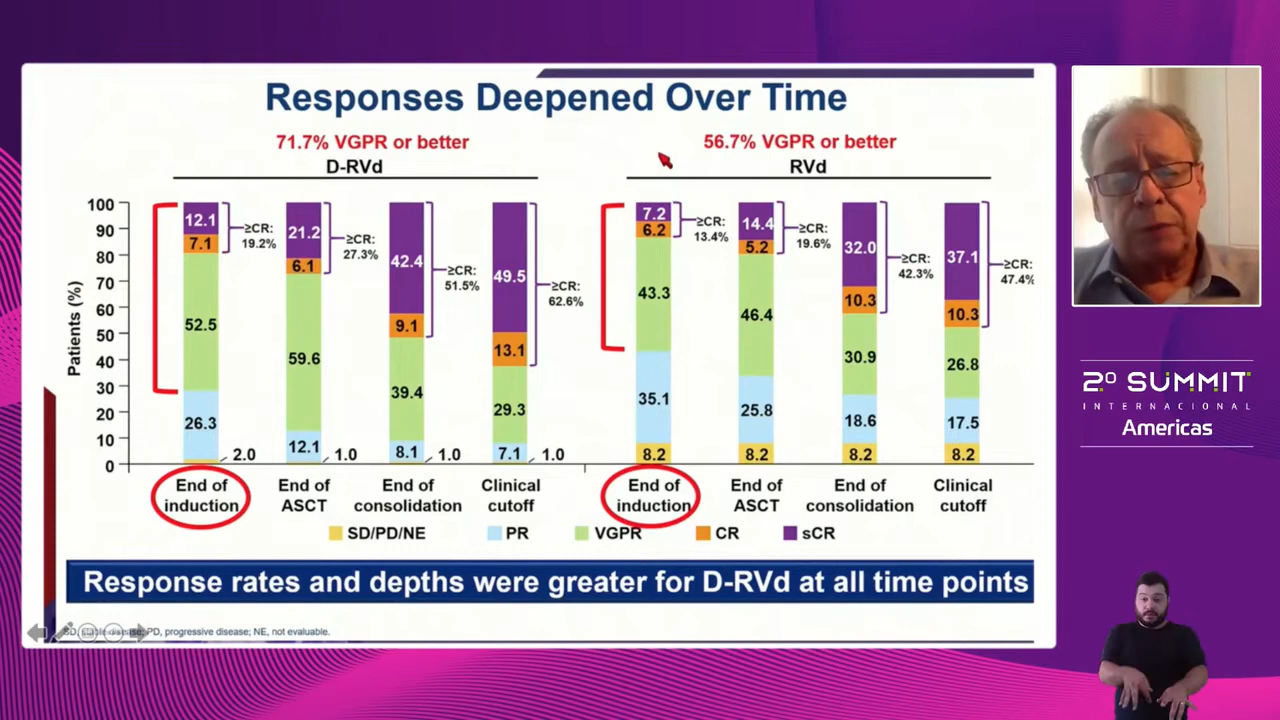 Responses Deepened Over Time
71.7% VGPR or better
D-RVd
56.7% VGPR or better
RVd
Patients (%)
100
90
80
70
60
50
40
30
20
10
0
12.1
7.1
52.5
26.3
2.0
≥CR:
19.2%
21.2
6.1
59.6
12.1
1.0
≥CR:
27.3%
42.4
9.1
39.4
8.1
1.0
≥CR:
51.5%
49.5
13.1
29.3
7.1
1.0
≥CR:
62.6%
7.2
6.2
43.3
35.1
8.2
≥CR:
13.4%
14.4
5.2
46.4
25.8
8.2
≥CR:
19.6%
32.0
10.3
30.9
18.6
8.2
≥CR:
42.3%
37.1
10.3
26.8
17.5
8.2
≥CR:
47.4%
End of
induction
End of
ASCT
End of
consolidation
Clinical
cutoff
End of
induction
End of
ASCT
End of
consolidation
Clinical
cutoff
SD/PD/NE
PR
VGPR
CR
sCR
Response rates and depths were greater for D-RVd at all time points
disease; PD, progressive disease; NE, not evaluable.
2º SUMMIT
INTERNACIONAL
Americas